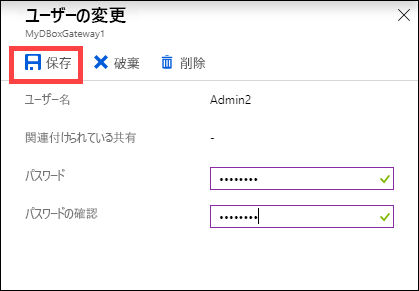 ユーザーの変更
MyDBoxGateway1
保存 破棄 削除
ユーザー名 Admin2
関連付けられている共有 -
パスワード ••••••••
パスワードの確認 ••••••••